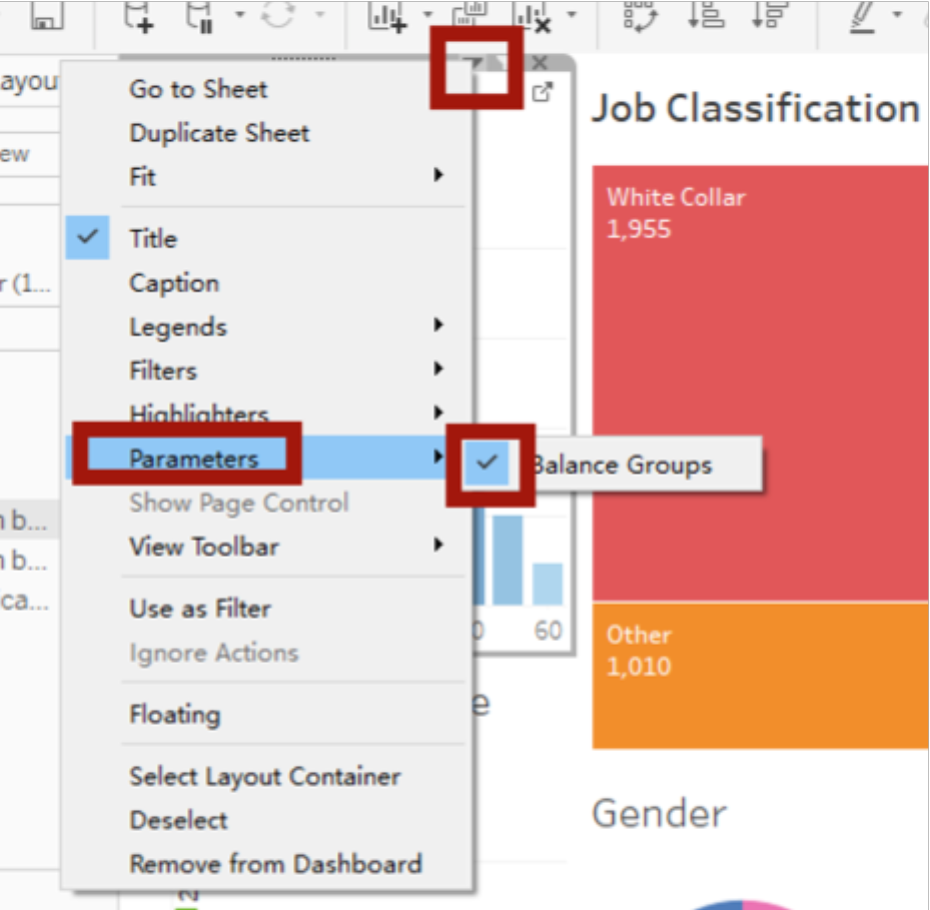 ayou
Go to Sheet
Job Classification
Duplicate Sheet
ew
Fit
White Collar
1,955
Title
r (1...
Caption
Legends
Filters
Highlighters
Parameters
Balance Groups
Show Page Control
n b...
View Toolbar
n b...
ca...
Use as Filter
0
60
Other
Ignore Actions
1,010
e
Floating
Select Layout Container
Gender
Deselect
Remove from Dashboard
2